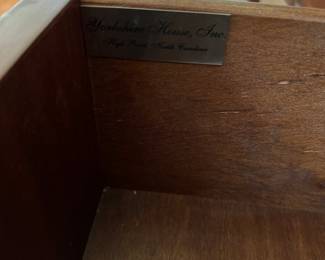 Yorkshire House, Inc.
High Point, North Carolina